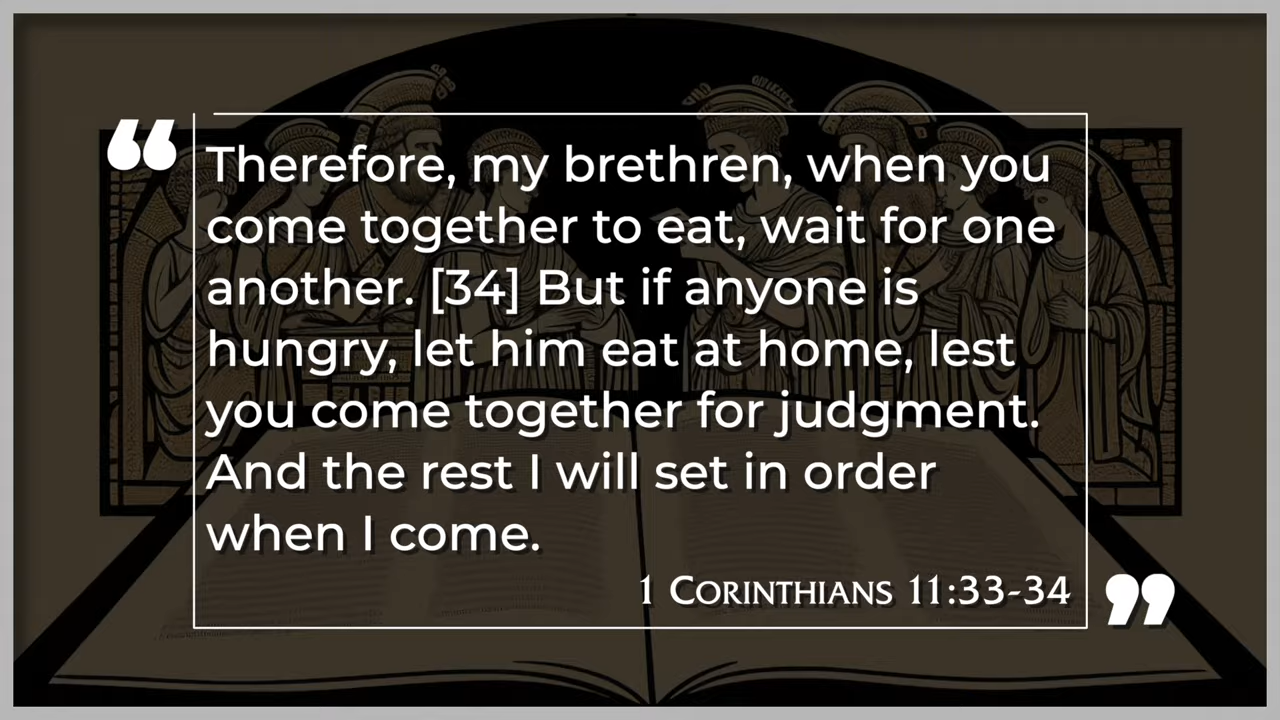 “Therefore, my brethren, when you
come together to eat, wait for one
another. [34] But if anyone is
hungry, let him eat at home, lest
you come together for judgment.
And the rest I will set in order
when I come.
1 Corinthians 11:33-34 ”